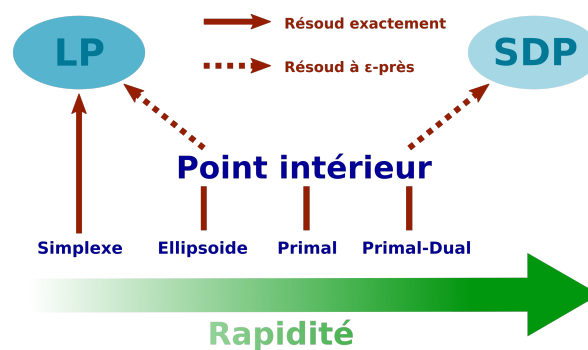 LP
Résoud exactement
Résoud à ε-près
SDP
Point intérieur
Simplexe
Ellipsoide
Primal
Primal-Dual
Rapidité